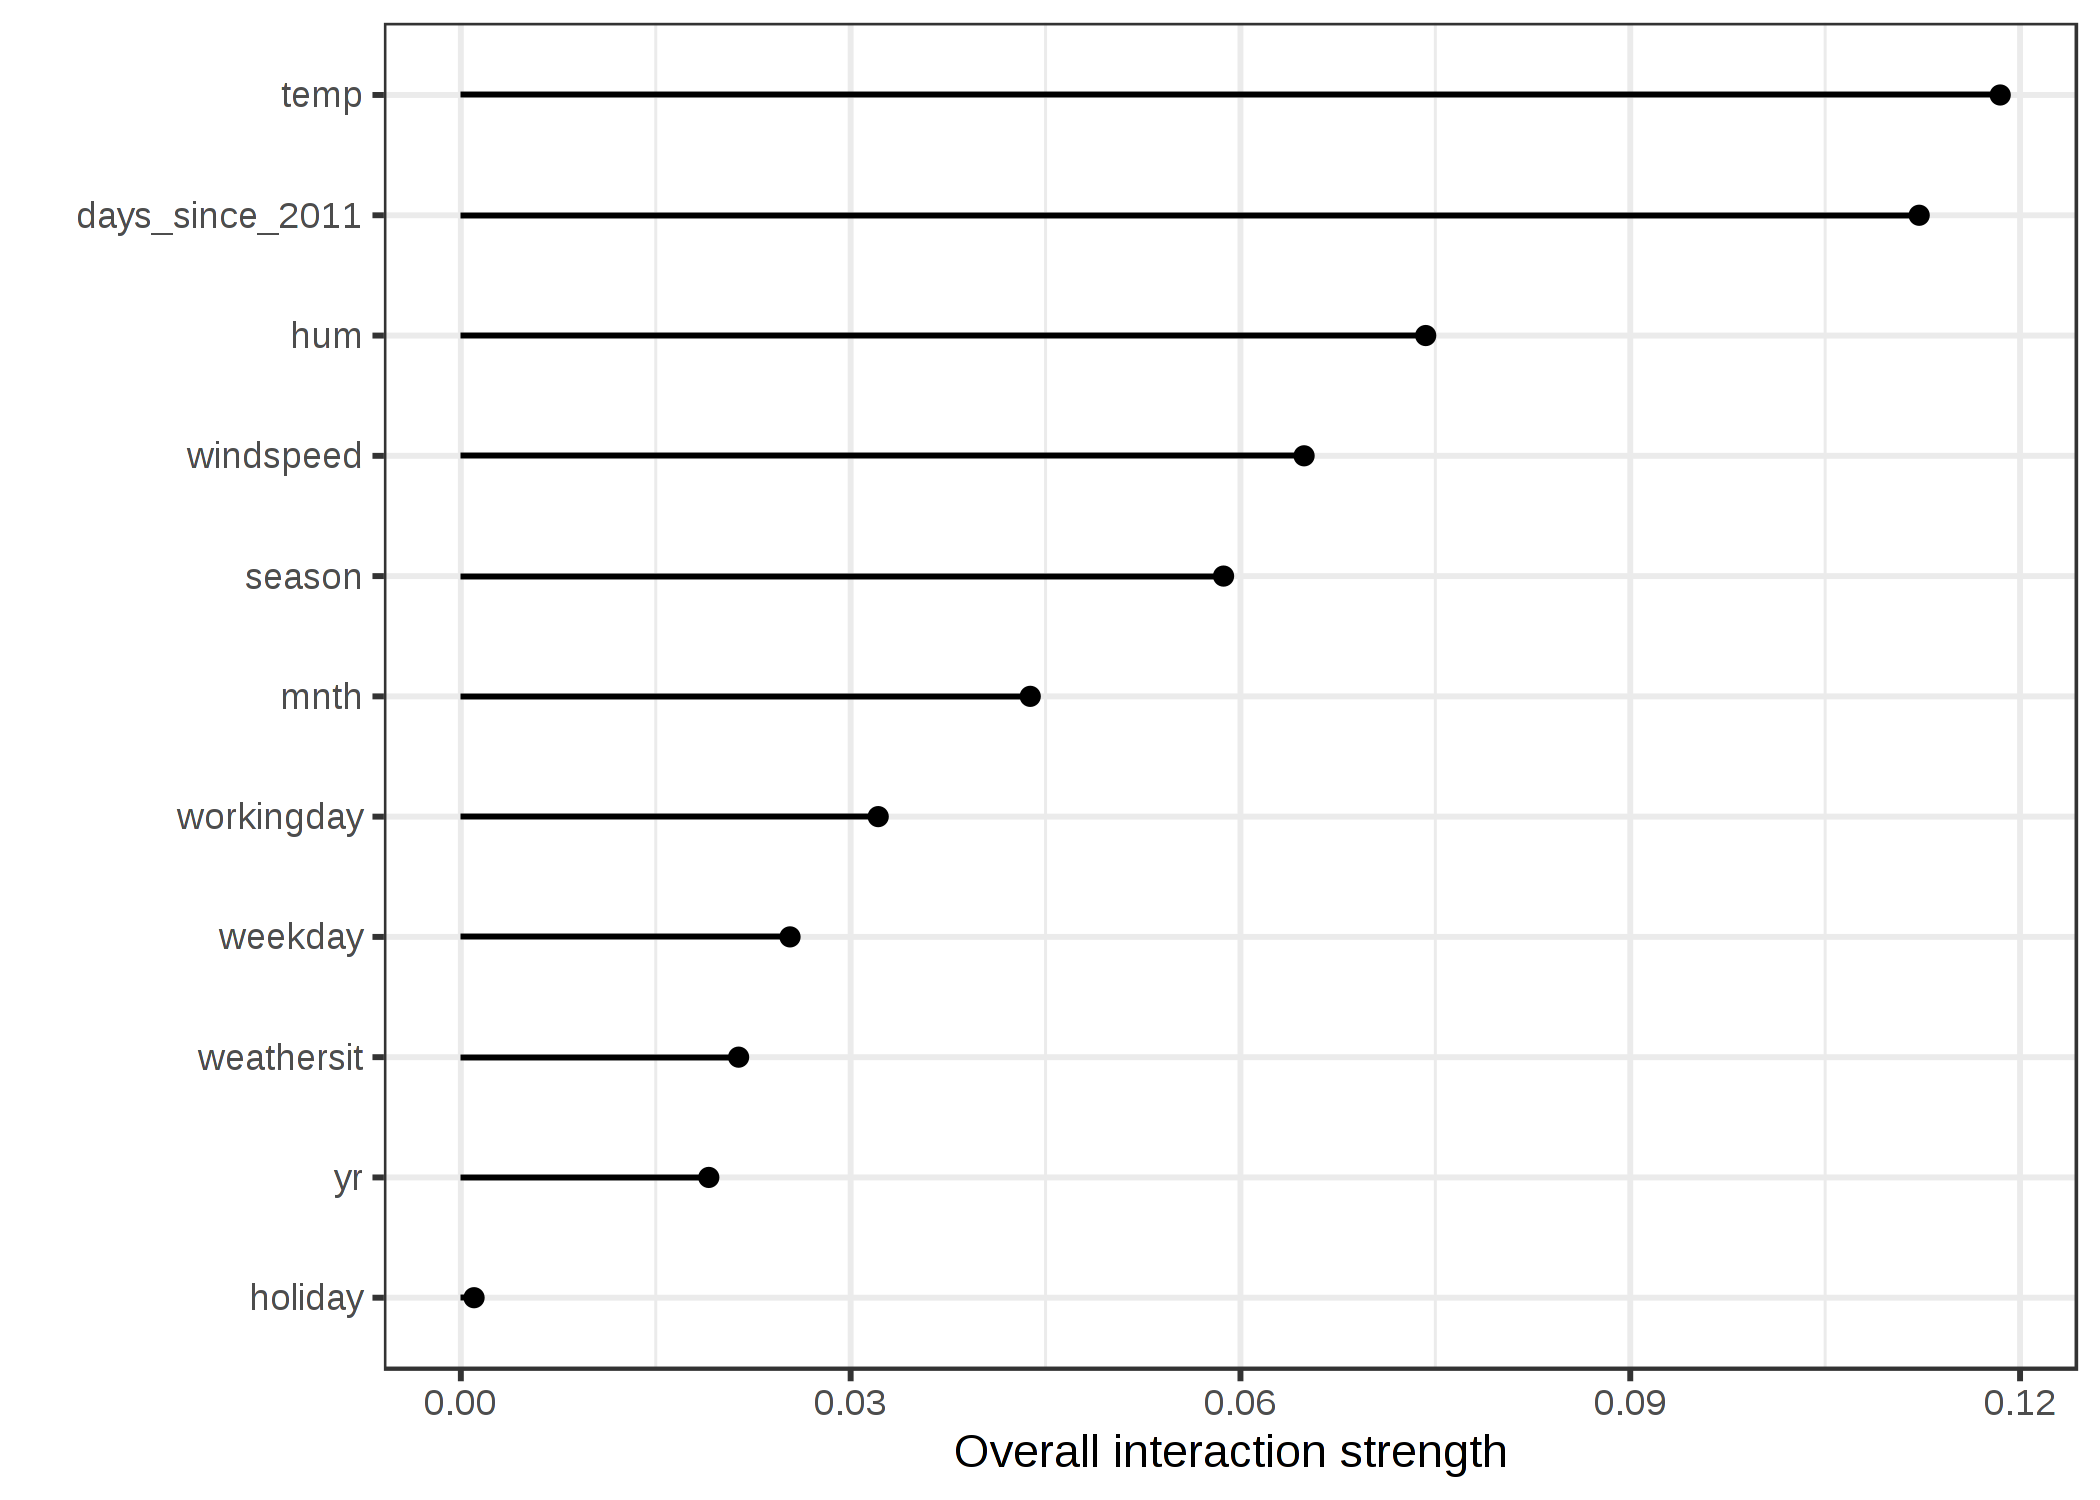 temp
days_since_2011
hum
windspeed
season
mnth
workingday
weekday
weathersit
yr
holiday
0.00 0.03 0.06 0.09 0.12
Overall interaction strength